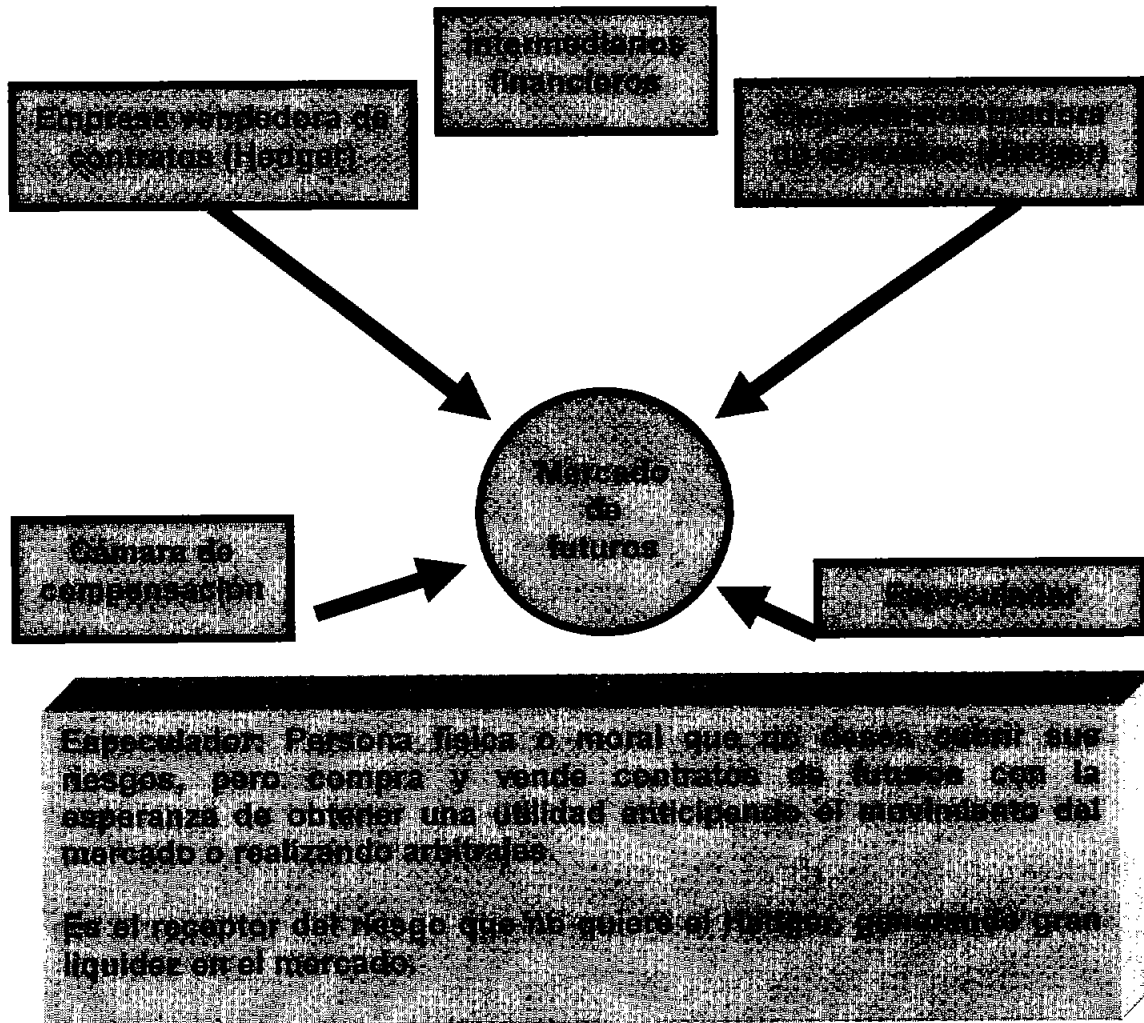 Intermediarios
financieros
Empresa vendedora de
contratos (Hedger)
Empresa compradora
de contratos (Hedger)
Mercado
de
futuros
Cámara de
compensación
Especulador
Especulador: Persona física o moral que no desea cubrir sus
riesgos, pero compra y vende contratos de futuros con la
esperanza de obtener una utilidad anticipando el movimiento del
mercado o realizando arbitrajes.
Es el receptor del riesgo que no quiere el Hedger, generando gran
liquidez en el mercado.